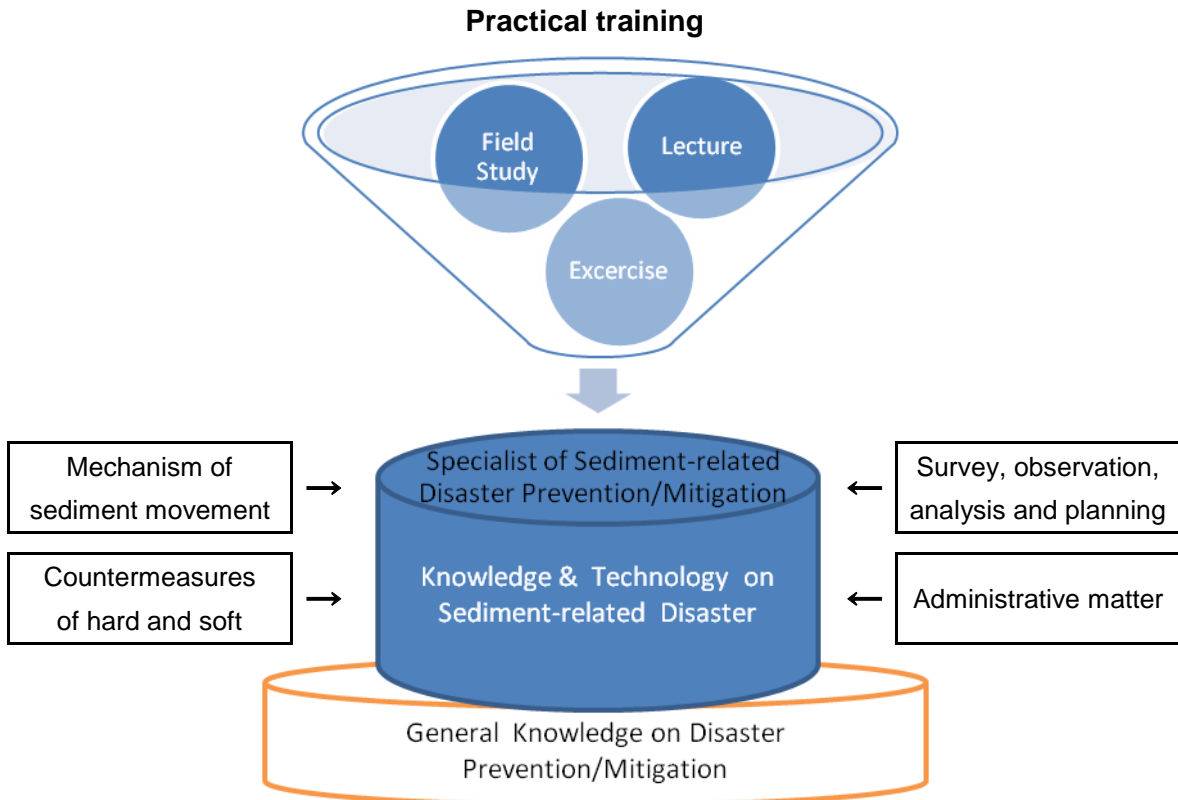 Practical training
Field
Study
Lecture
Excercise
Mechanism of
sediment movement
Specialist of Sediment-related
Disaster Prevention/Mitigation
Survey, observation,
analysis and planning
Countermeasures
of hard and soft
Knowledge & Technology on
Sediment-related Disaster
Administrative matter
General Knowledge on Disaster
Prevention/Mitigation